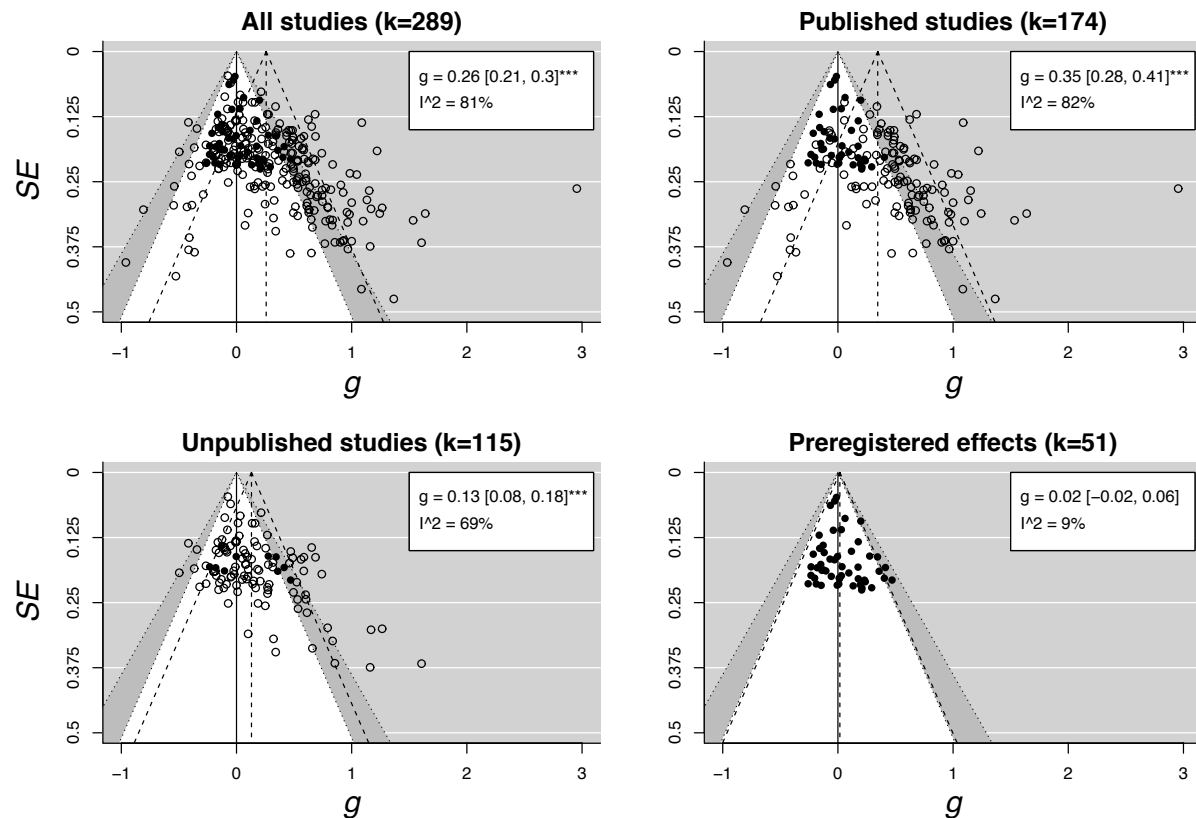 All studies (k=289)
SE
0
0.125
0.25
0.375
0.5
g = 0.26 [0.21, 0.3]***
I^2 = 81%
−1 0 1 2 3
g
Published studies (k=174)
0
0.125
0.25
0.375
0.5
g = 0.35 [0.28, 0.41]***
I^2 = 82%
−1 0 1 2 3
g
Unpublished studies (k=115)
SE
0
0.125
0.25
0.375
0.5
g = 0.13 [0.08, 0.18]***
I^2 = 69%
−1 0 1 2 3
g
Preregistered effects (k=51)
0
0.125
0.25
0.375
0.5
g = 0.02 [−0.02, 0.06]
I^2 = 9%
−1 0 1 2 3
g